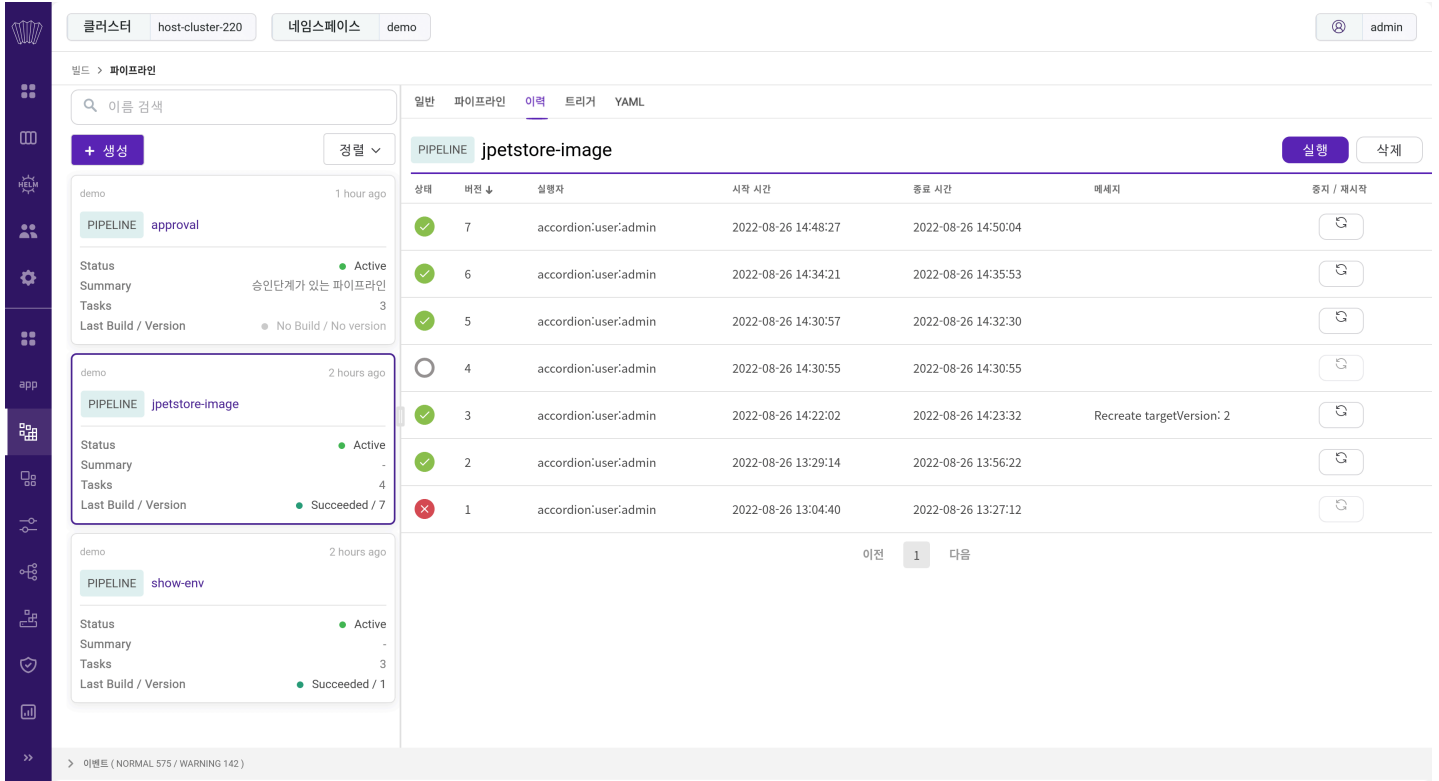 클러스터 host-cluster-220 네임스페이스 demo admin
빌드 > 파이프라인
HELM
app
이름 검색
+ 생성 정렬
demo 1 hour ago
PIPELINE approval
Status Active
Summary 승인단계가 있는 파이프라인
Tasks 3
Last Build / Version No Build / No version
demo 2 hours ago
PIPELINE jpetstore-image
Status Active
Summary -
Tasks 4
Last Build / Version Succeeded / 7
demo 2 hours ago
PIPELINE show-env
Status Active
Summary -
Tasks 3
Last Build / Version Succeeded / 1
일반 파이프라인 이력 트리거 YAML
PIPELINE jpetstore-image 실행 삭제
상태 버전 실행자 시작 시간 종료 시간 메세지 중지 / 재시작
7 accordion:user:admin 2022-08-26 14:48:27 2022-08-26 14:50:04
6 accordion:user:admin 2022-08-26 14:34:21 2022-08-26 14:35:53
5 accordion:user:admin 2022-08-26 14:30:57 2022-08-26 14:32:30
4 accordion:user:admin 2022-08-26 14:30:55 2022-08-26 14:30:55
3 accordion:user:admin 2022-08-26 14:22:02 2022-08-26 14:23:32 Recreate targetVersion: 2
2 accordion:user:admin 2022-08-26 13:29:14 2022-08-26 13:56:22
1 accordion:user:admin 2022-08-26 13:04:40 2022-08-26 13:27:12
이전 1 다음
이벤트 ( NORMAL 575 / WARNING 142 )